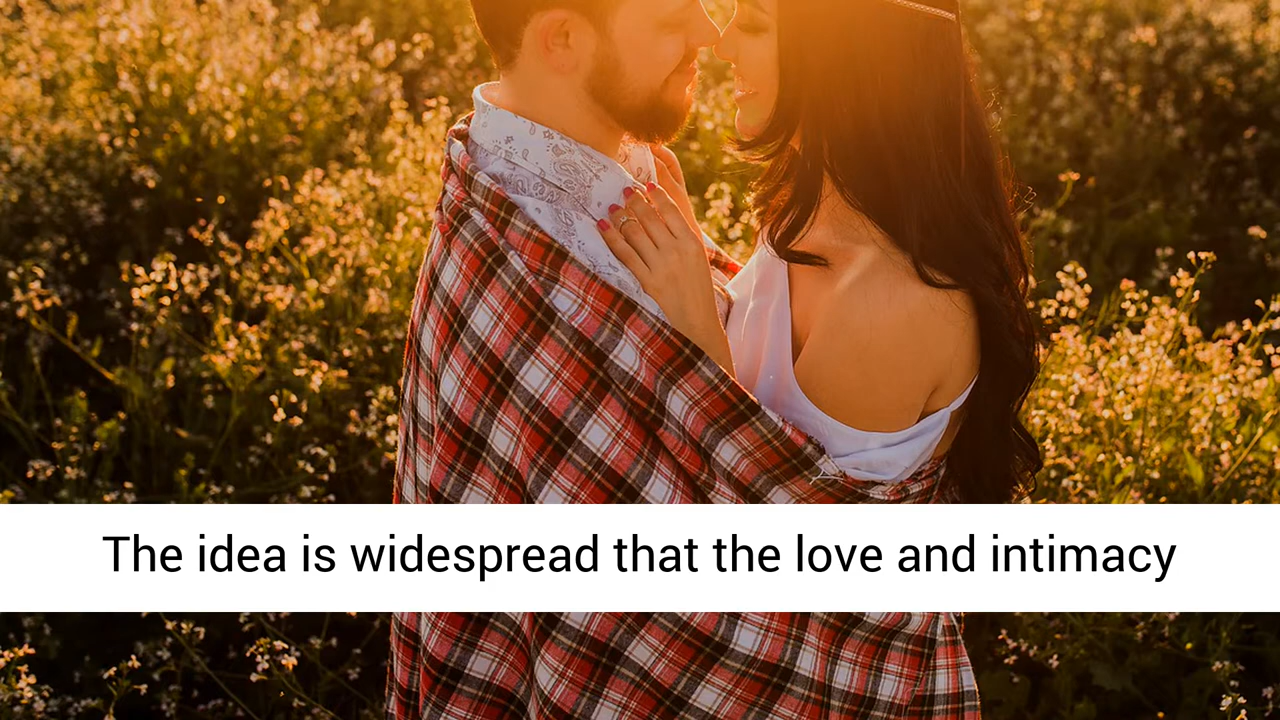 The idea is widespread that the love and intimacy